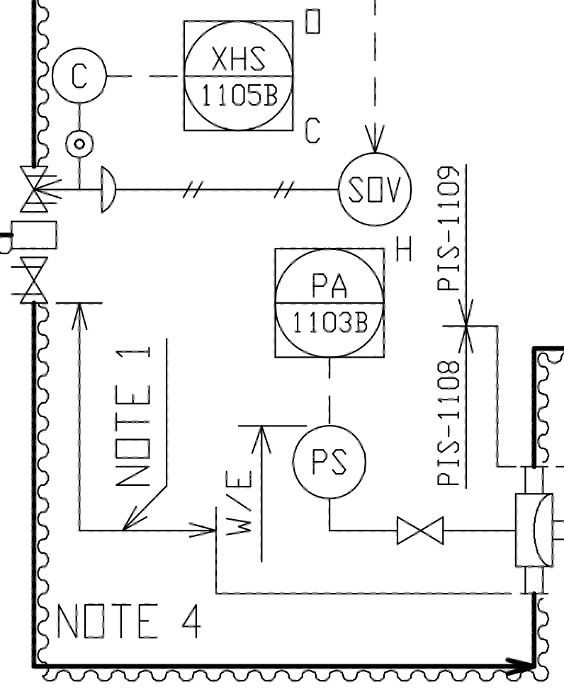 O
C
XHS
1105B
C
SOV
PIS-1109
H
PA
1103B
NOTE 1
PIS-1108
PS
W/E
NOTE 4